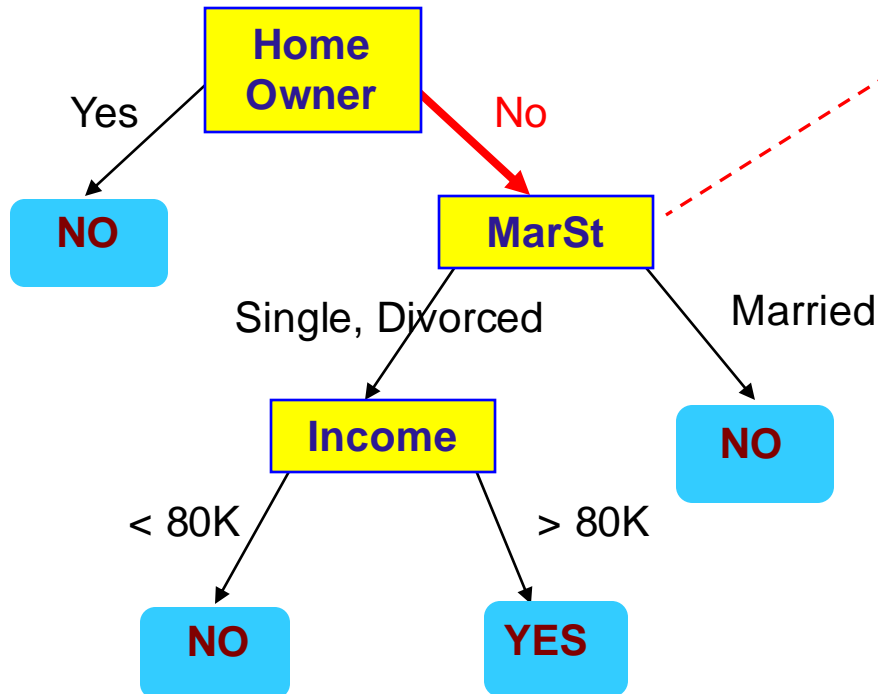 Home
Owner
Yes
No
NO
MarSt
Single, Divorced
Married
Income
NO
< 80K
> 80K
NO
YES